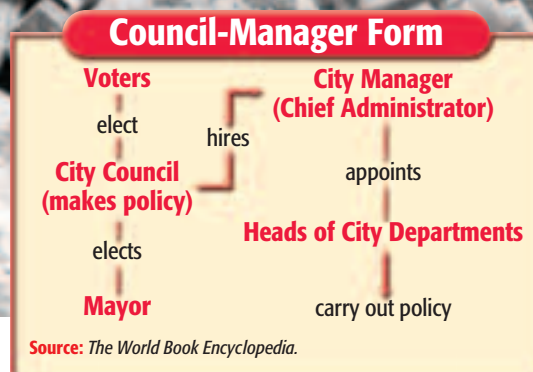 Council-Manager Form
Voters
elect
City Council
(makes policy)
elects
Mayor
hires
City Manager
(Chief Administrator)
appoints
Heads of City Departments
carry out policy
Source: The World Book Encyclopedia.